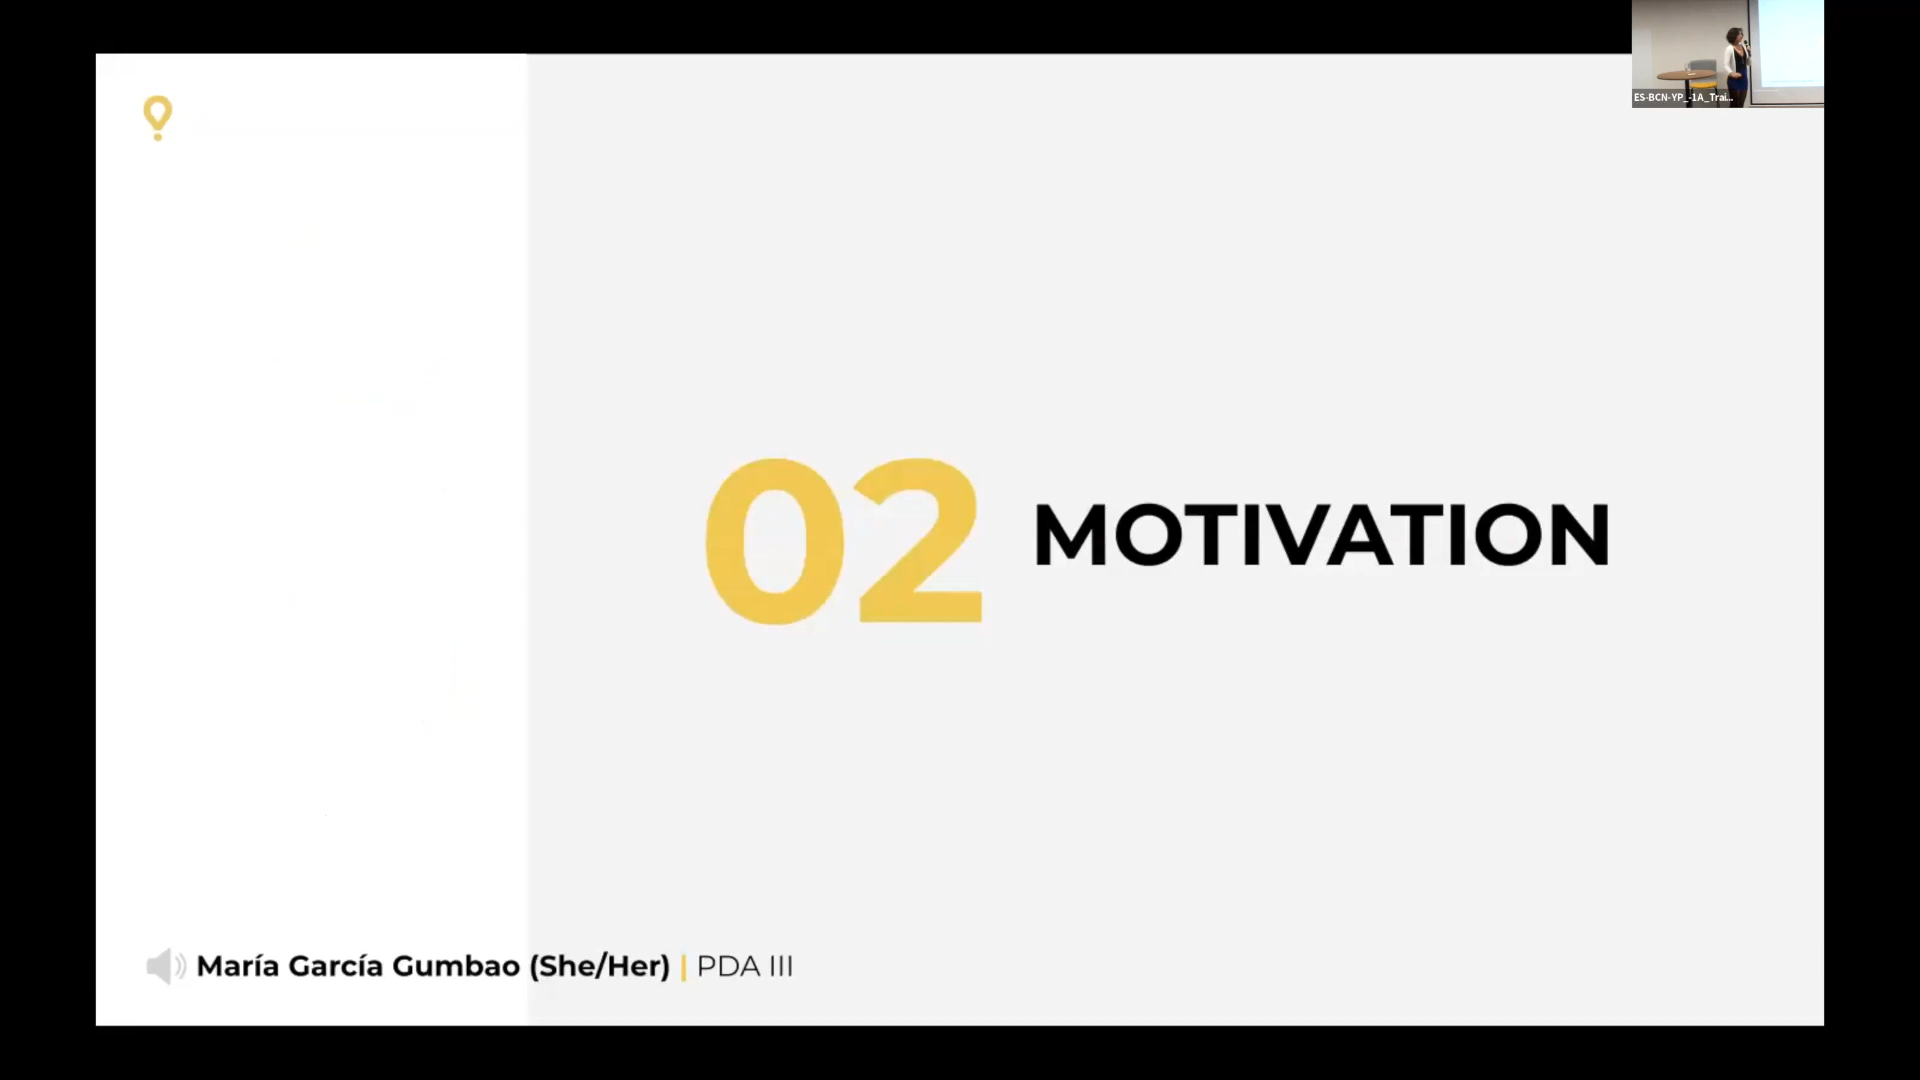 ES-BCN-YP_-1A_Trai...
02 MOTIVATION
María García Gumbao (She/Her) | PDA III